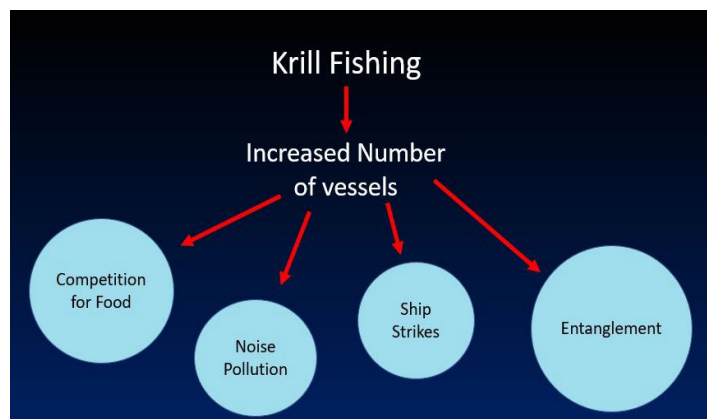 Krill Fishing
Increased Number
of vessels
Competition
for Food
Noise
Pollution
Ship
Strikes
Entanglement